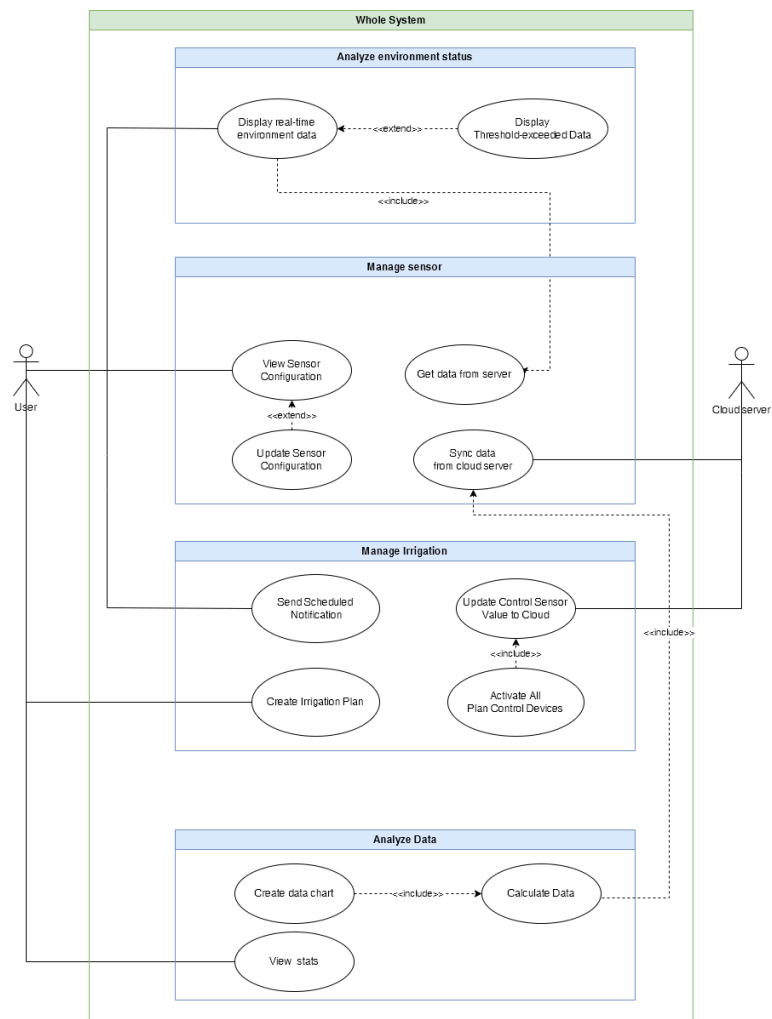 Whole System
Analyze environment status
Display real-time
environment data
<<extend>>
Display
Threshold-exceeded Data
<<include>>
Manage sensor
View Sensor
Configuration
Get data from server
User
Cloud server
<<extend>>
Update Sensor
Configuration
Sync data
from cloud server
Manage Irrigation
Send Scheduled
Notification
Update Control Sensor
Value to Cloud
<<include>>
<<include>>
Create Irrigation Plan
Activate All
Plan Control Devices
Analyze Data
Create data chart
<<include>>
Calculate Data
View stats